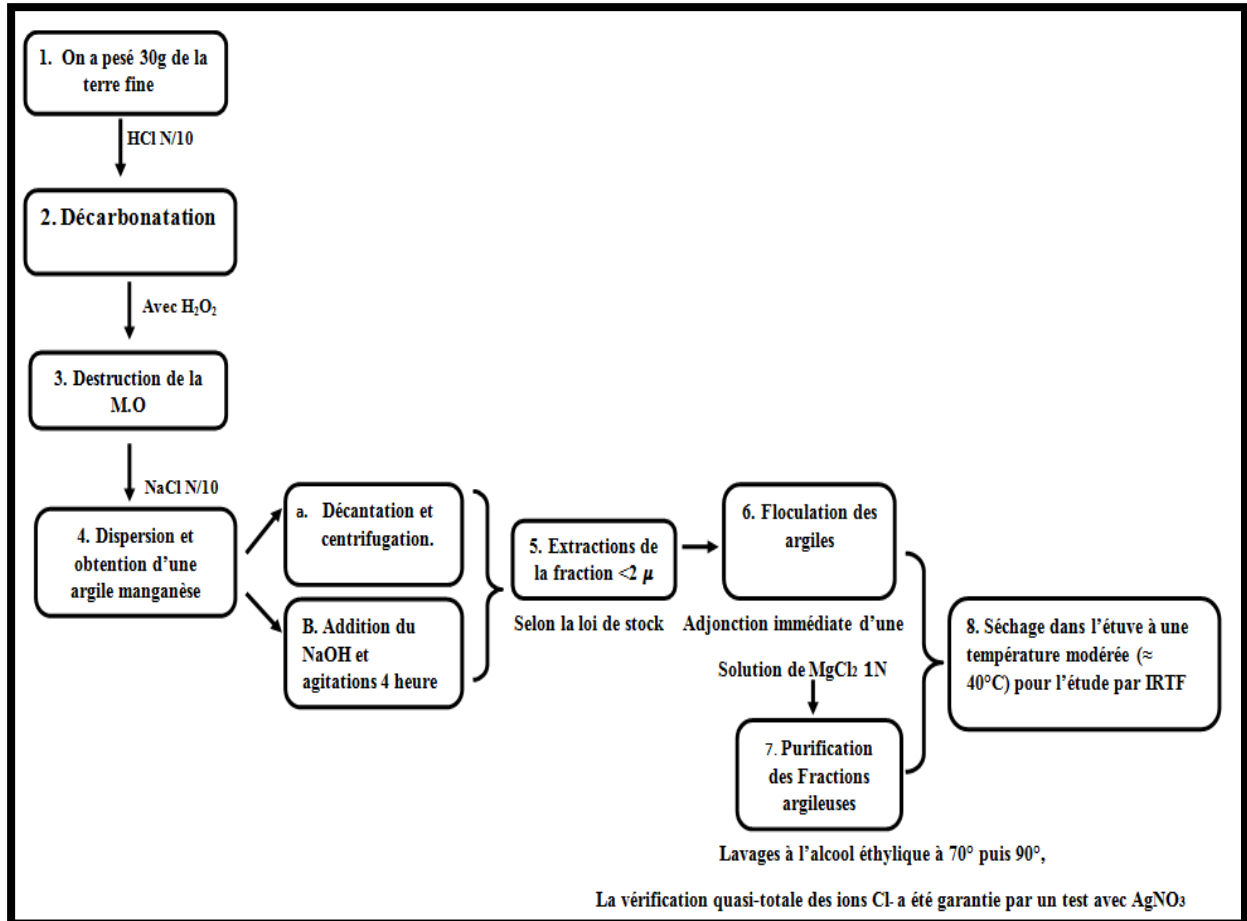 1. On a pesé 30g de la
terre fine
HCl N/10
2. Décarbonatation
Avec H₂O₂
3. Destruction de la
M.O
NaCl N/10
4. Dispersion et
obtention d’une
argile manganèse
a. Décantation et
centrifugation.
B. Addition du
NaOH et
agitations 4 heure
5. Extractions de
la fraction <2 µ
Selon la loi de stock
6. Floculation des
argiles
Adjonction immédiate d’une
Solution de MgCl₂ 1N
7. Purification
des Fractions
argileuses
Lavages à l’alcool éthylique à 70° puis 90°,
La vérification quasi-totale des ions Cl- a été garantie par un test avec AgNO₃
8. Séchage dans l’étuve à une
température modérée (≈
40°C) pour l’étude par IRTF